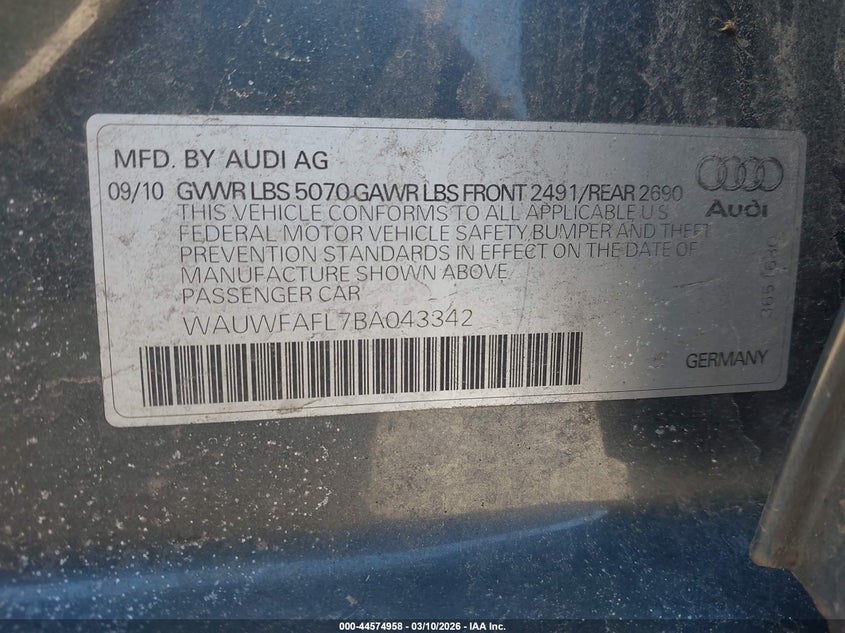 MFD. BY AUDI AG
09/10 GVWR LBS 5070 GAWR LBS FRONT 2491/REAR 2690
THIS VEHICLE CONFORMS TO ALL APPLICABLE U.S.
FEDERAL MOTOR VEHICLE SAFETY, BUMPER AND THEFT
PREVENTION STANDARDS IN EFFECT ON THE DATE OF
MANUFACTURE SHOWN ABOVE.
PASSENGER CAR
WAUWFAFL7BA043342
Audi
GERMANY
000-44574958 - 03/10/2026 - IAA Inc.